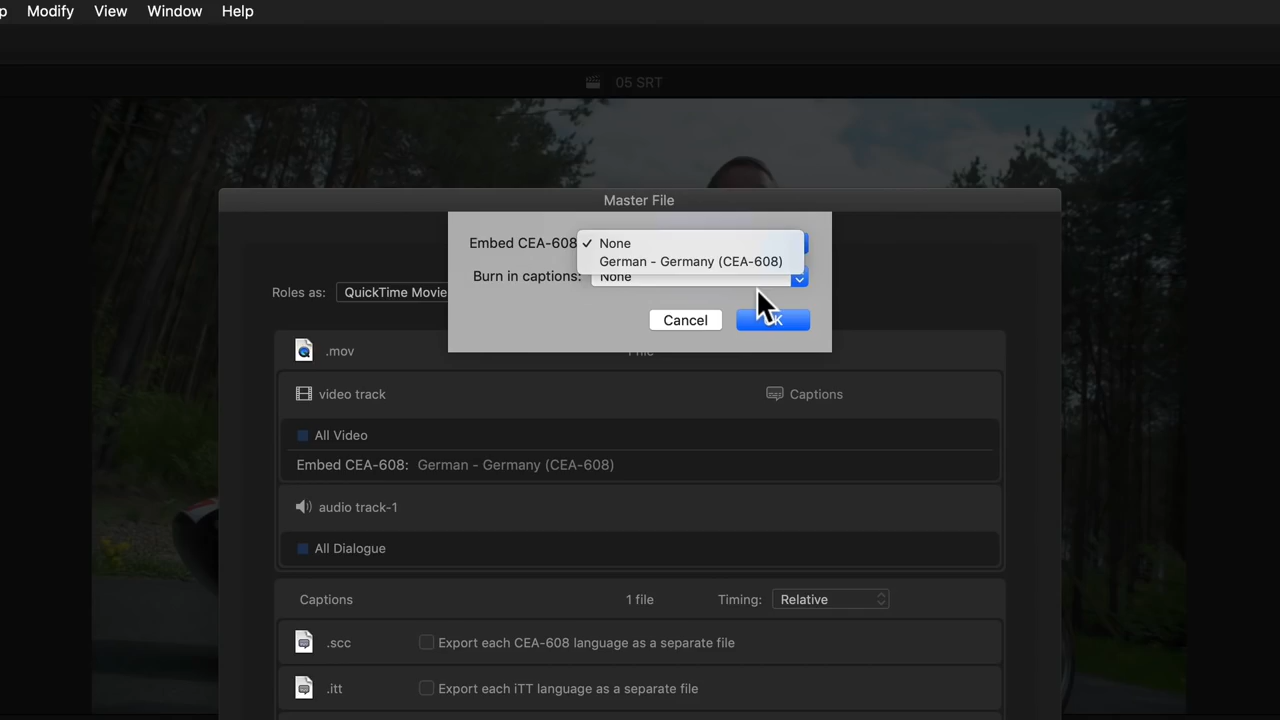 Modify View Window Help
05 SRT
Master File
Embed CEA-608
None
German - Germany (CEA-608)
Burn in captions: None
Roles as: QuickTime Movie
Cancel
.mov
video track Captions
All Video
Embed CEA-608: German - Germany (CEA-608)
audio track-1
All Dialogue
Captions 1 file Timing: Relative
.scc Export each CEA-608 language as a separate file
.itt Export each iTT language as a separate file